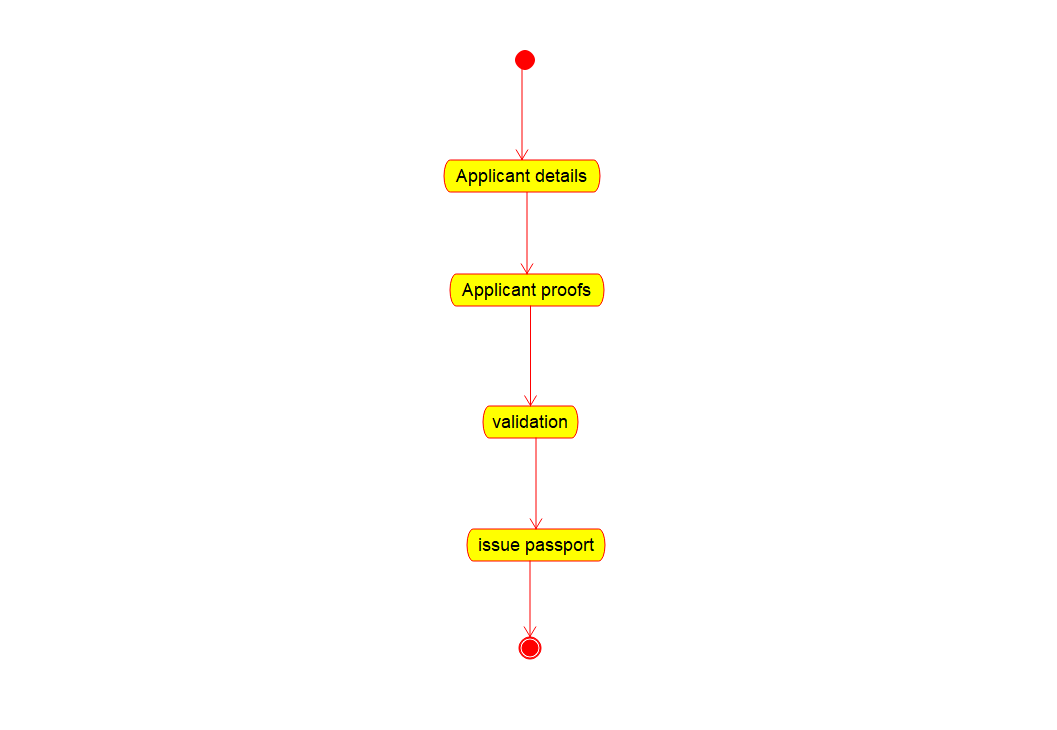 Applicant details
Applicant proofs
validation
issue passport